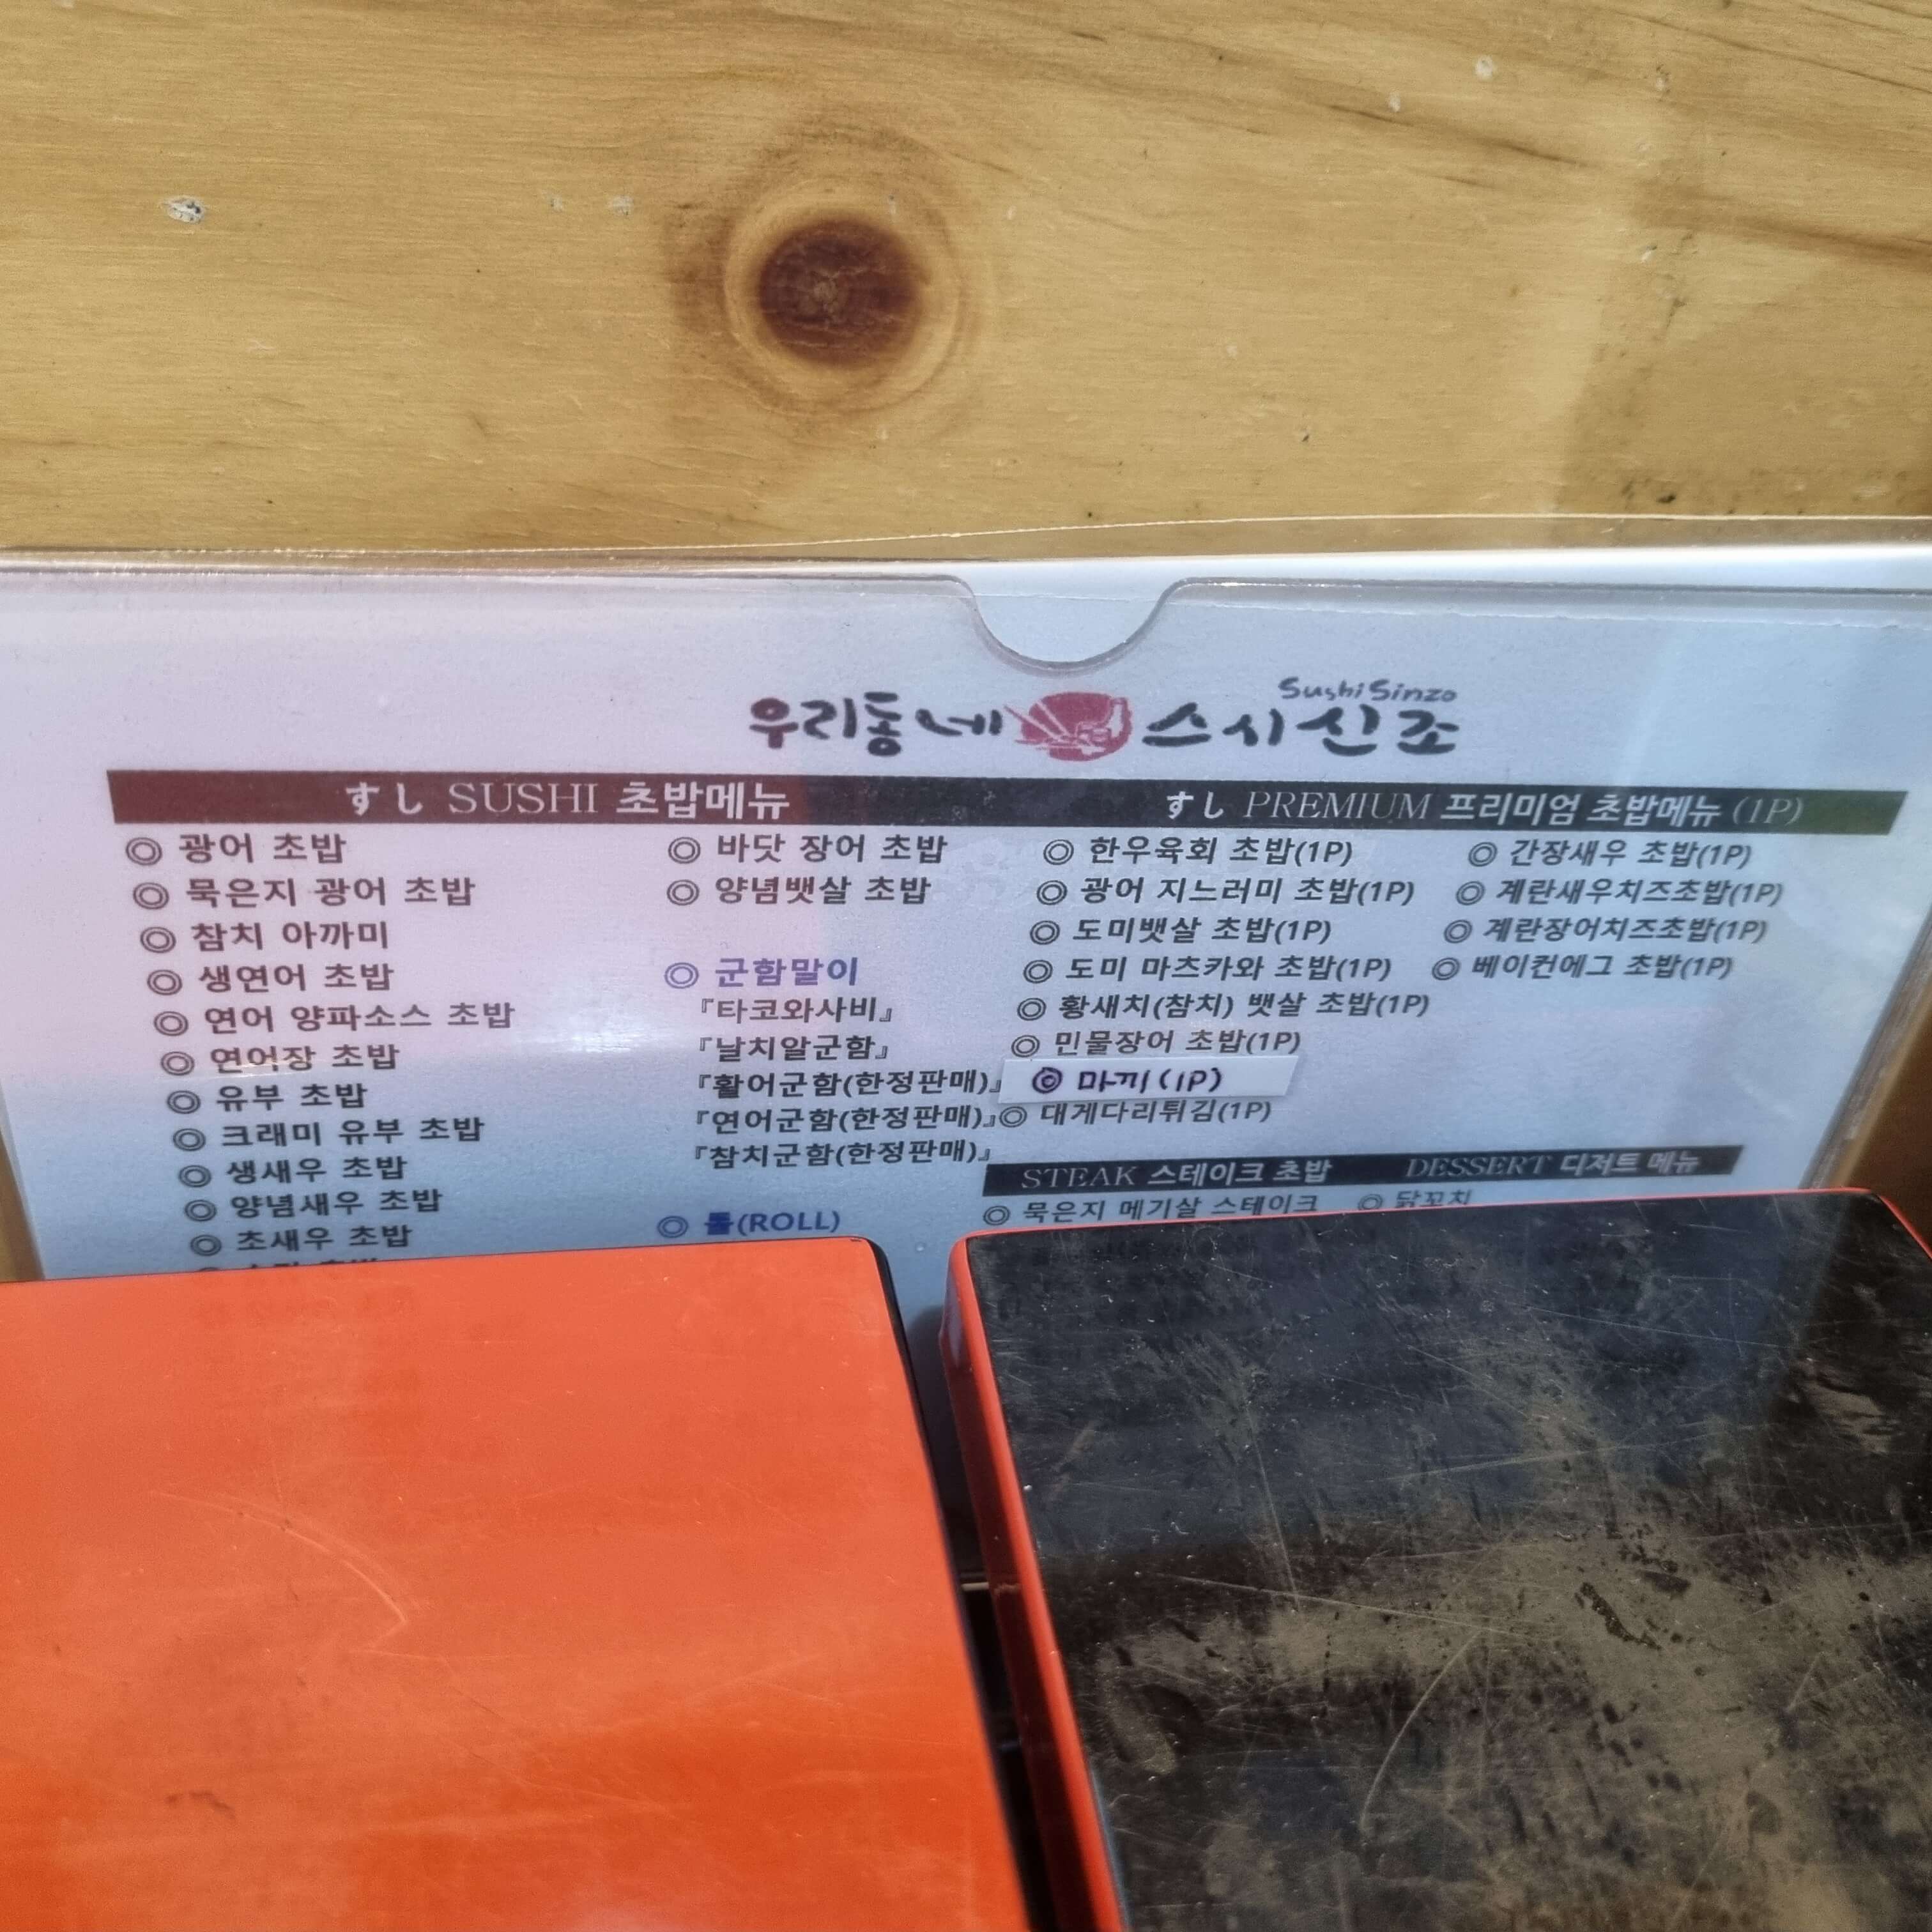 우리동네 스시신조
Sushi Sinzo
すし SUSHI 초밥메뉴
◎ 광어 초밥
◎ 묵은지 광어 초밥
◎ 참치 아까미
◎ 생연어 초밥
◎ 연어 양파소스 초밥
◎ 연어장 초밥
◎ 유부 초밥
◎ 크래미 유부 초밥
◎ 생새우 초밥
◎ 양념새우 초밥
◎ 초새우 초밥
◎ 바닷 장어 초밥
◎ 양념뱃살 초밥
◎ 군함말이
『타코와사비』
『날치알군함』
『활어군함(한정판매)』
『연어군함(한정판매)』
『참치군함(한정판매)』
◎ 롤(ROLL)
すし PREMIUM 프리미엄 초밥메뉴 (1P)
◎ 한우육회 초밥(1P)
◎ 광어 지느러미 초밥(1P)
◎ 도미뱃살 초밥(1P)
◎ 도미 마츠카와 초밥(1P)
◎ 황새치(참치) 뱃살 초밥(1P)
◎ 민물장어 초밥(1P)
◎ 마끼(1P)
◎ 대게다리튀김(1P)
◎ 간장새우 초밥(1P)
◎ 계란새우치즈초밥(1P)
◎ 계란장어치즈초밥(1P)
◎ 베이컨에그 초밥(1P)
STEAK 스테이크 초밥
◎ 묵은지 메기살 스테이크
DESSERT 디저트 메뉴
◎ 닭꼬치